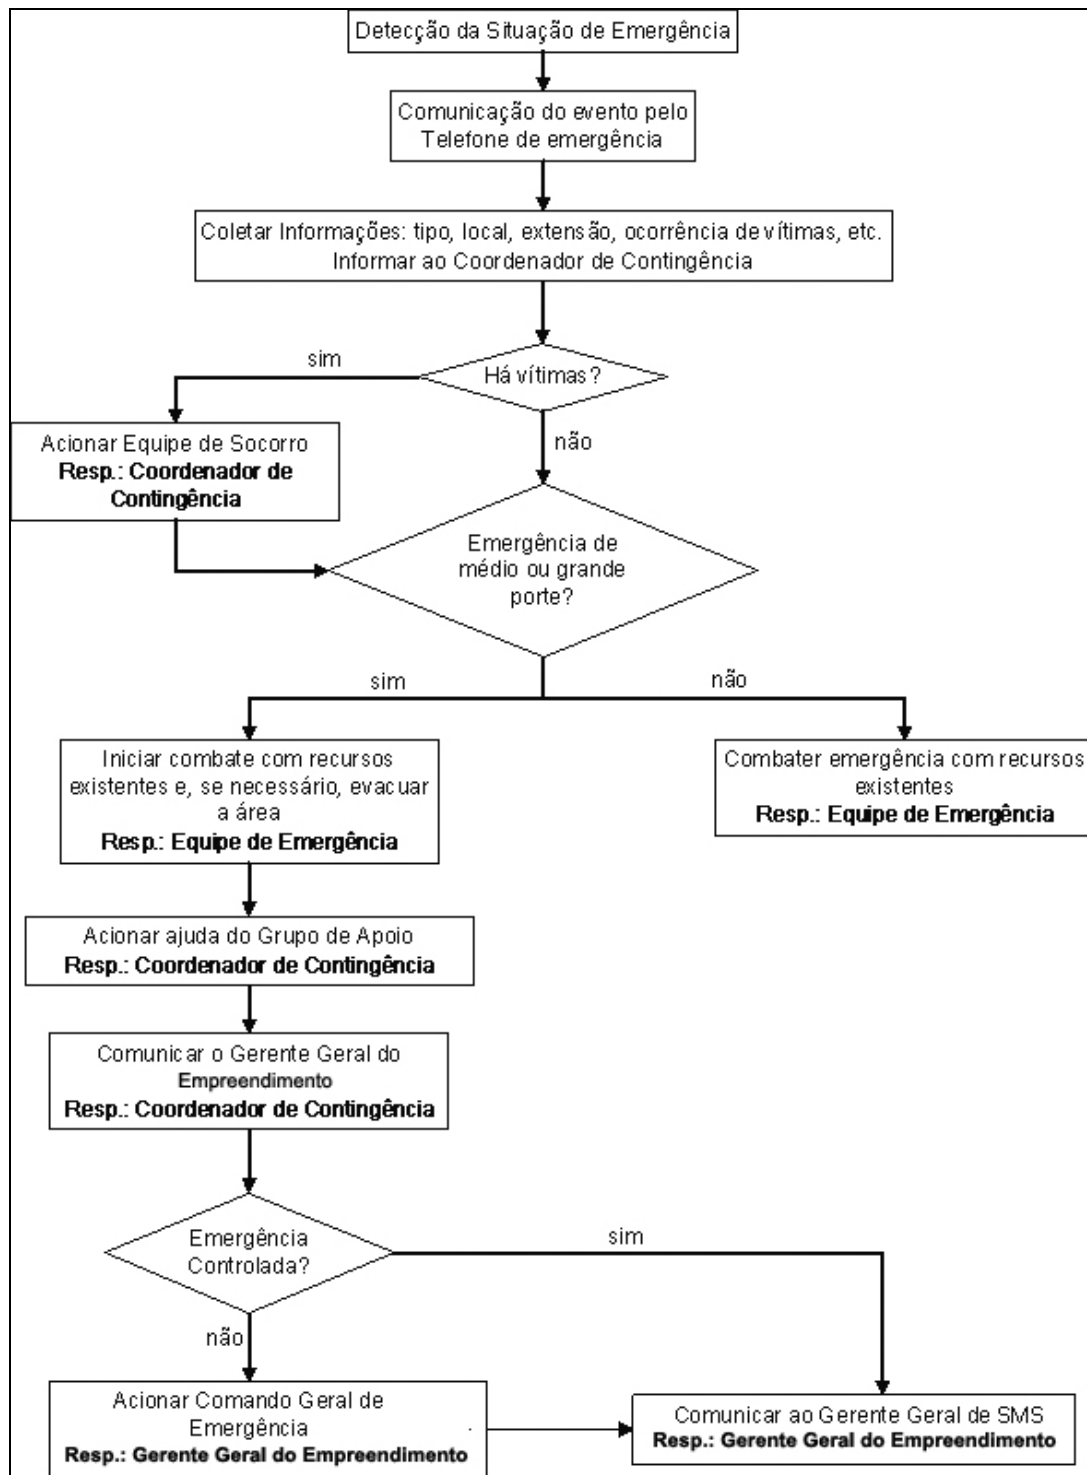 Detecção da Situação de Emergência
Comunicação do evento pelo
Telefone de emergência
Coletar Informações: tipo, local, extensão, ocorrência de vítimas, etc.
Informar ao Coordenador de Contingência
Há vítimas?
sim
não
Acionar Equipe de Socorro
Resp.: Coordenador de
Contingência
Emergência de
médio ou grande
porte?
sim
não
Iniciar combate com recursos
existentes e, se necessário, evacuar
a área
Resp.: Equipe de Emergência
Combater emergência com recursos
existentes
Resp.: Equipe de Emergência
Acionar ajuda do Grupo de Apoio
Resp.: Coordenador de Contingência
Comunicar o Gerente Geral do
Empreendimento
Resp.: Coordenador de Contingência
Emergência
Controlada?
sim
não
Acionar Comando Geral de
Emergência
Resp.: Gerente Geral do Empreendimento
Comunicar ao Gerente Geral de SMS
Resp.: Gerente Geral do Empreendimento